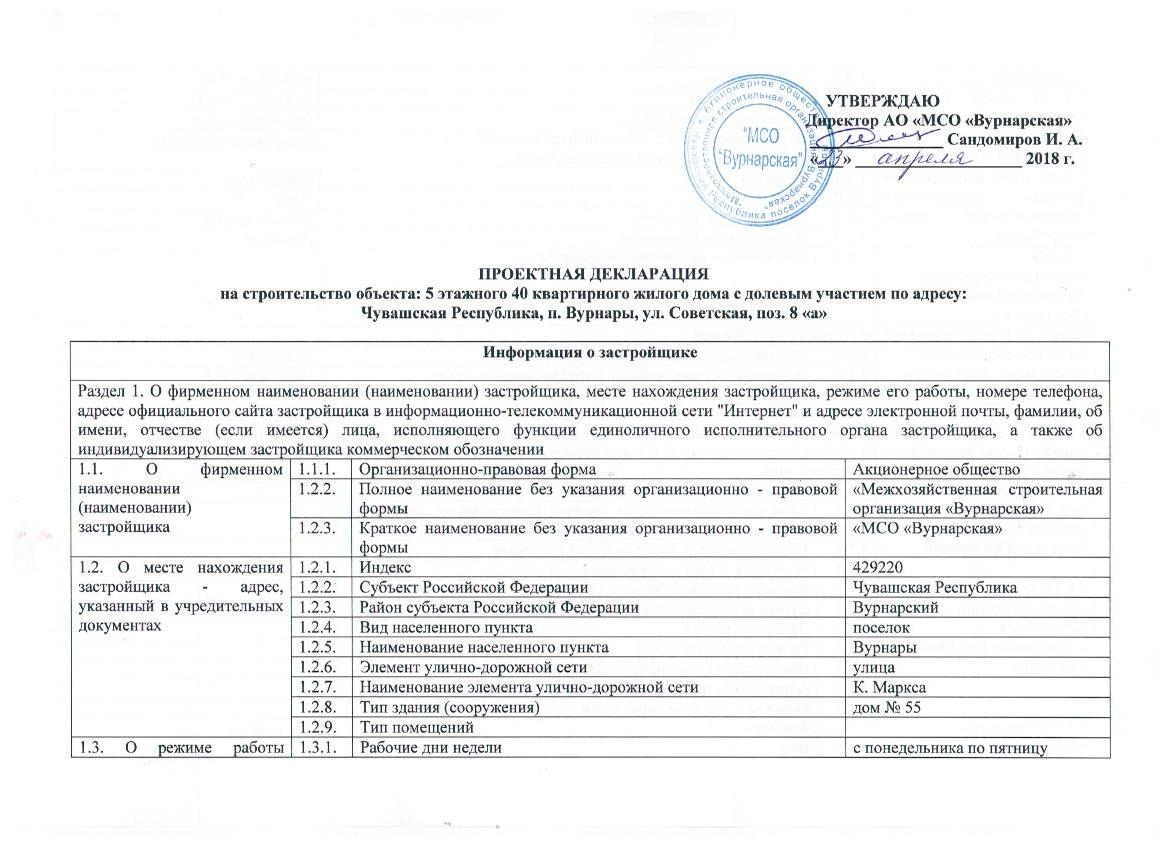 УТВЕРЖДАЮ
Директор АО «МСО «Вурнарская»
Сандомиров И. А.
«23» апреля 2018 г.
"МСО
"Вурнарская"
ПРОЕКТНАЯ ДЕКЛАРАЦИЯ
на строительство объекта: 5 этажного 40 квартирного жилого дома с долевым участием по адресу:
Чувашская Республика, п. Вурнары, ул. Советская, поз. 8 «а»
Информация о застройщике
Раздел 1. О фирменном наименовании (наименовании) застройщика, месте нахождения застройщика, режиме его работы, номере телефона,
адресе официального сайта застройщика в информационно-телекоммуникационной сети "Интернет" и адресе электронной почты, фамилии, об
имени, отчестве (если имеется) лица, исполняющего функции единоличного исполнительного органа застройщика, а также об
индивидуализирующем застройщика коммерческом обозначении
1.1. О фирменном
наименовании
(наименовании)
застройщика
1.1.1. Организационно-правовая форма Акционерное общество
1.2.2. Полное наименование без указания организационно - правовой
формы
«Межхозяйственная строительная
организация «Вурнарская»
1.2.3. Краткое наименование без указания организационно - правовой
формы
«МСО «Вурнарская»
1.2. О месте нахождения
застройщика - адрес,
указанный в учредительных
документах
1.2.1. Индекс 429220
1.2.2. Субъект Российской Федерации Чувашская Республика
1.2.3. Район субъекта Российской Федерации Вурнарский
1.2.4. Вид населенного пункта поселок
1.2.5. Наименование населенного пункта Вурнары
1.2.6. Элемент улично-дорожной сети улица
1.2.7. Наименование элемента улично-дорожной сети К. Маркса
1.2.8. Тип здания (сооружения) дом № 55
1.2.9. Тип помещений
1.3. О режиме работы 1.3.1. Рабочие дни недели с понедельника по пятницу